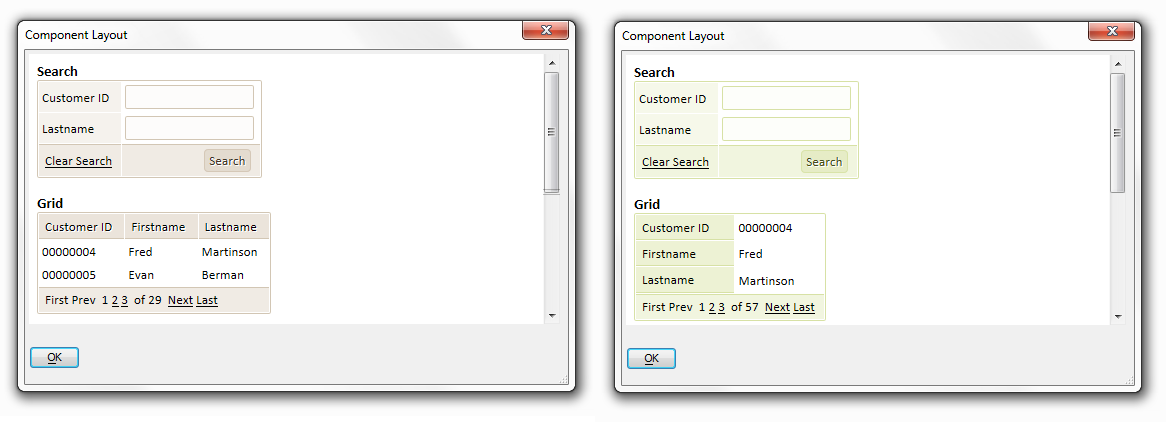 Component Layout
Search
Customer ID
Lastname
Clear Search Search
Grid
Customer ID Firstname Lastname
00000004 Fred Martinson
00000005 Evan Berman
First Prev 1 2 3 of 29 Next Last
OK
Component Layout
Search
Customer ID
Lastname
Clear Search Search
Grid
Customer ID 00000004
Firstname Fred
Lastname Martinson
First Prev 1 2 3 of 57 Next Last
OK